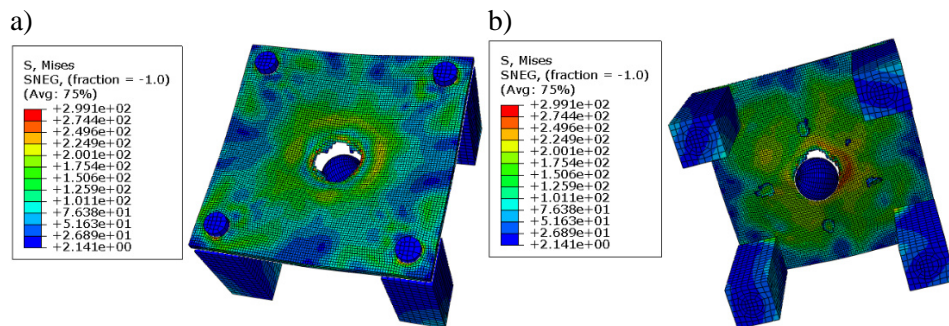 a)
S, Mises
SNEG, (fraction = -1.0)
(Avg: 75%)
+2.991e+02
+2.744e+02
+2.496e+02
+2.249e+02
+2.001e+02
+1.754e+02
+1.506e+02
+1.259e+02
+1.011e+02
+7.638e+01
+5.163e+01
+2.689e+01
+2.141e+00
b)
S, Mises
SNEG, (fraction = -1.0)
(Avg: 75%)
+2.991e+02
+2.744e+02
+2.496e+02
+2.249e+02
+2.001e+02
+1.754e+02
+1.506e+02
+1.259e+02
+1.011e+02
+7.638e+01
+5.163e+01
+2.689e+01
+2.141e+00